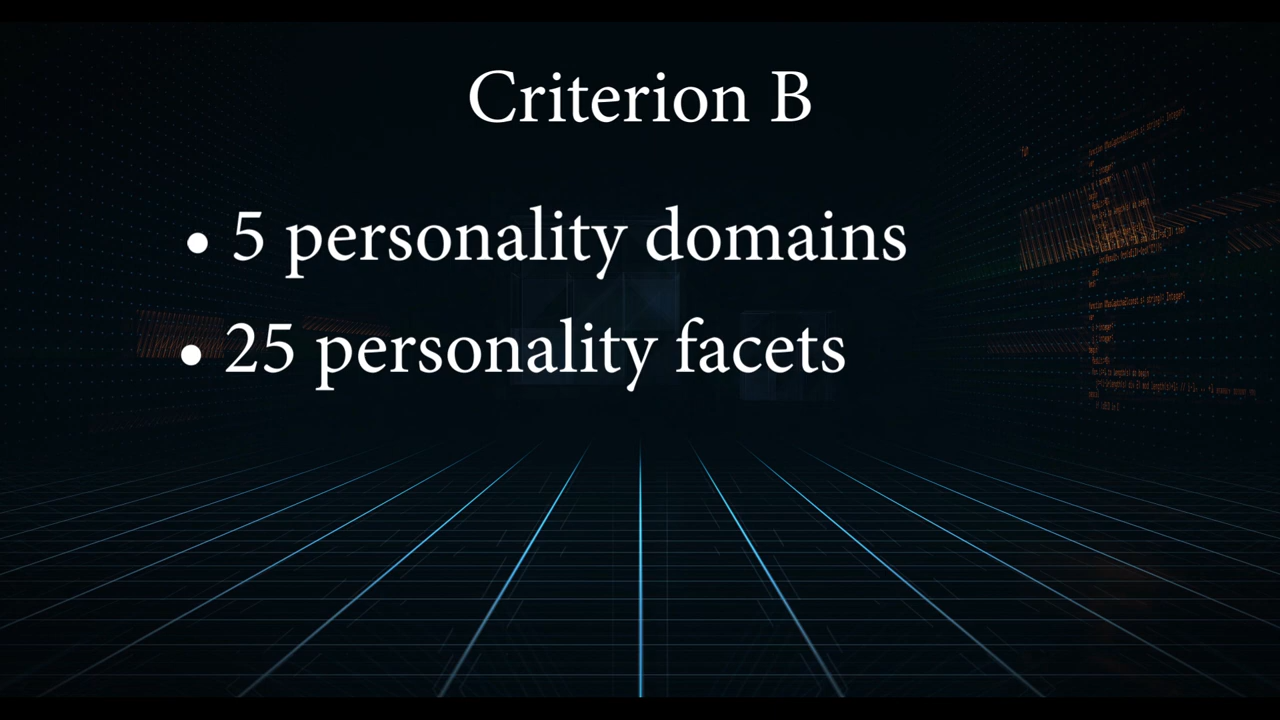 Criterion B
• 5 personality domains
• 25 personality facets